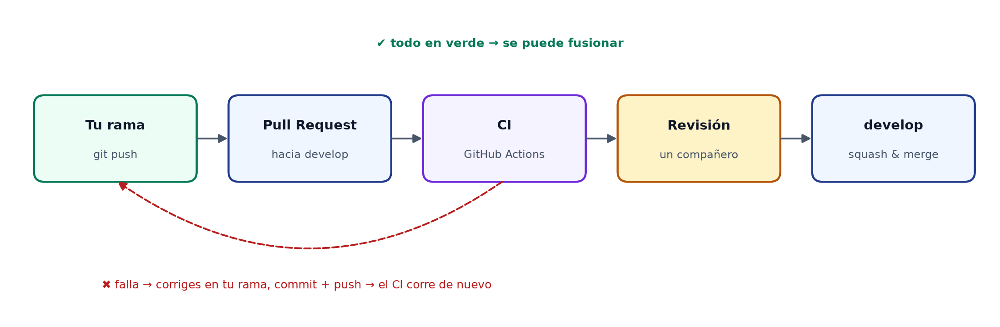 ✔ todo en verde → se puede fusionar
Tu rama
git push
Pull Request
hacia develop
CI
GitHub Actions
Revisión
un compañero
develop
squash & merge
✖ falla → corriges en tu rama, commit + push → el CI corre de nuevo